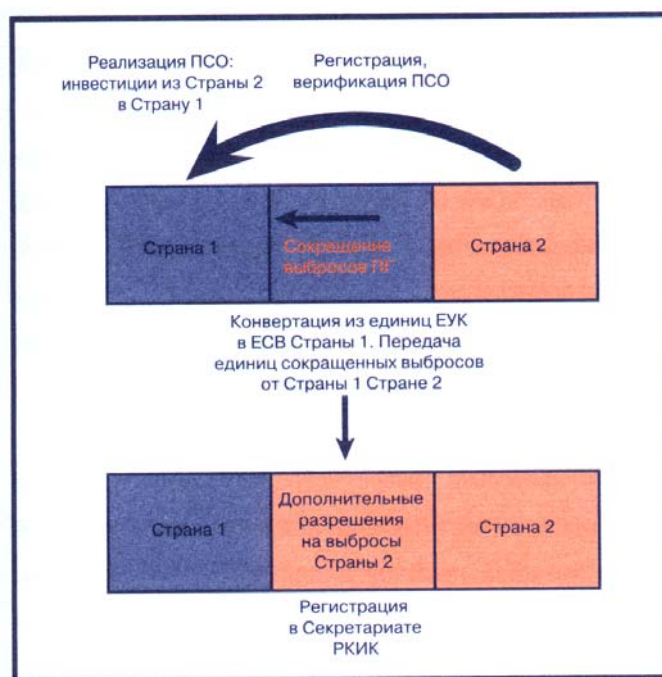 Реализация ПСО:
инвестиции из Страны 2
в Страну 1
Регистрация,
верификация ПСО
Страна 1
Сокращение
выбросов ПГ
Страна 2
Конвертация из единиц ЕУК
в ЕСВ Страны 1. Передача
единиц сокращенных выбросов
от Страны 1 Стране 2
Страна 1
Дополнительные
разрешения
на выбросы
Страны 2
Страна 2
Регистрация
в Секретариате
РКИК